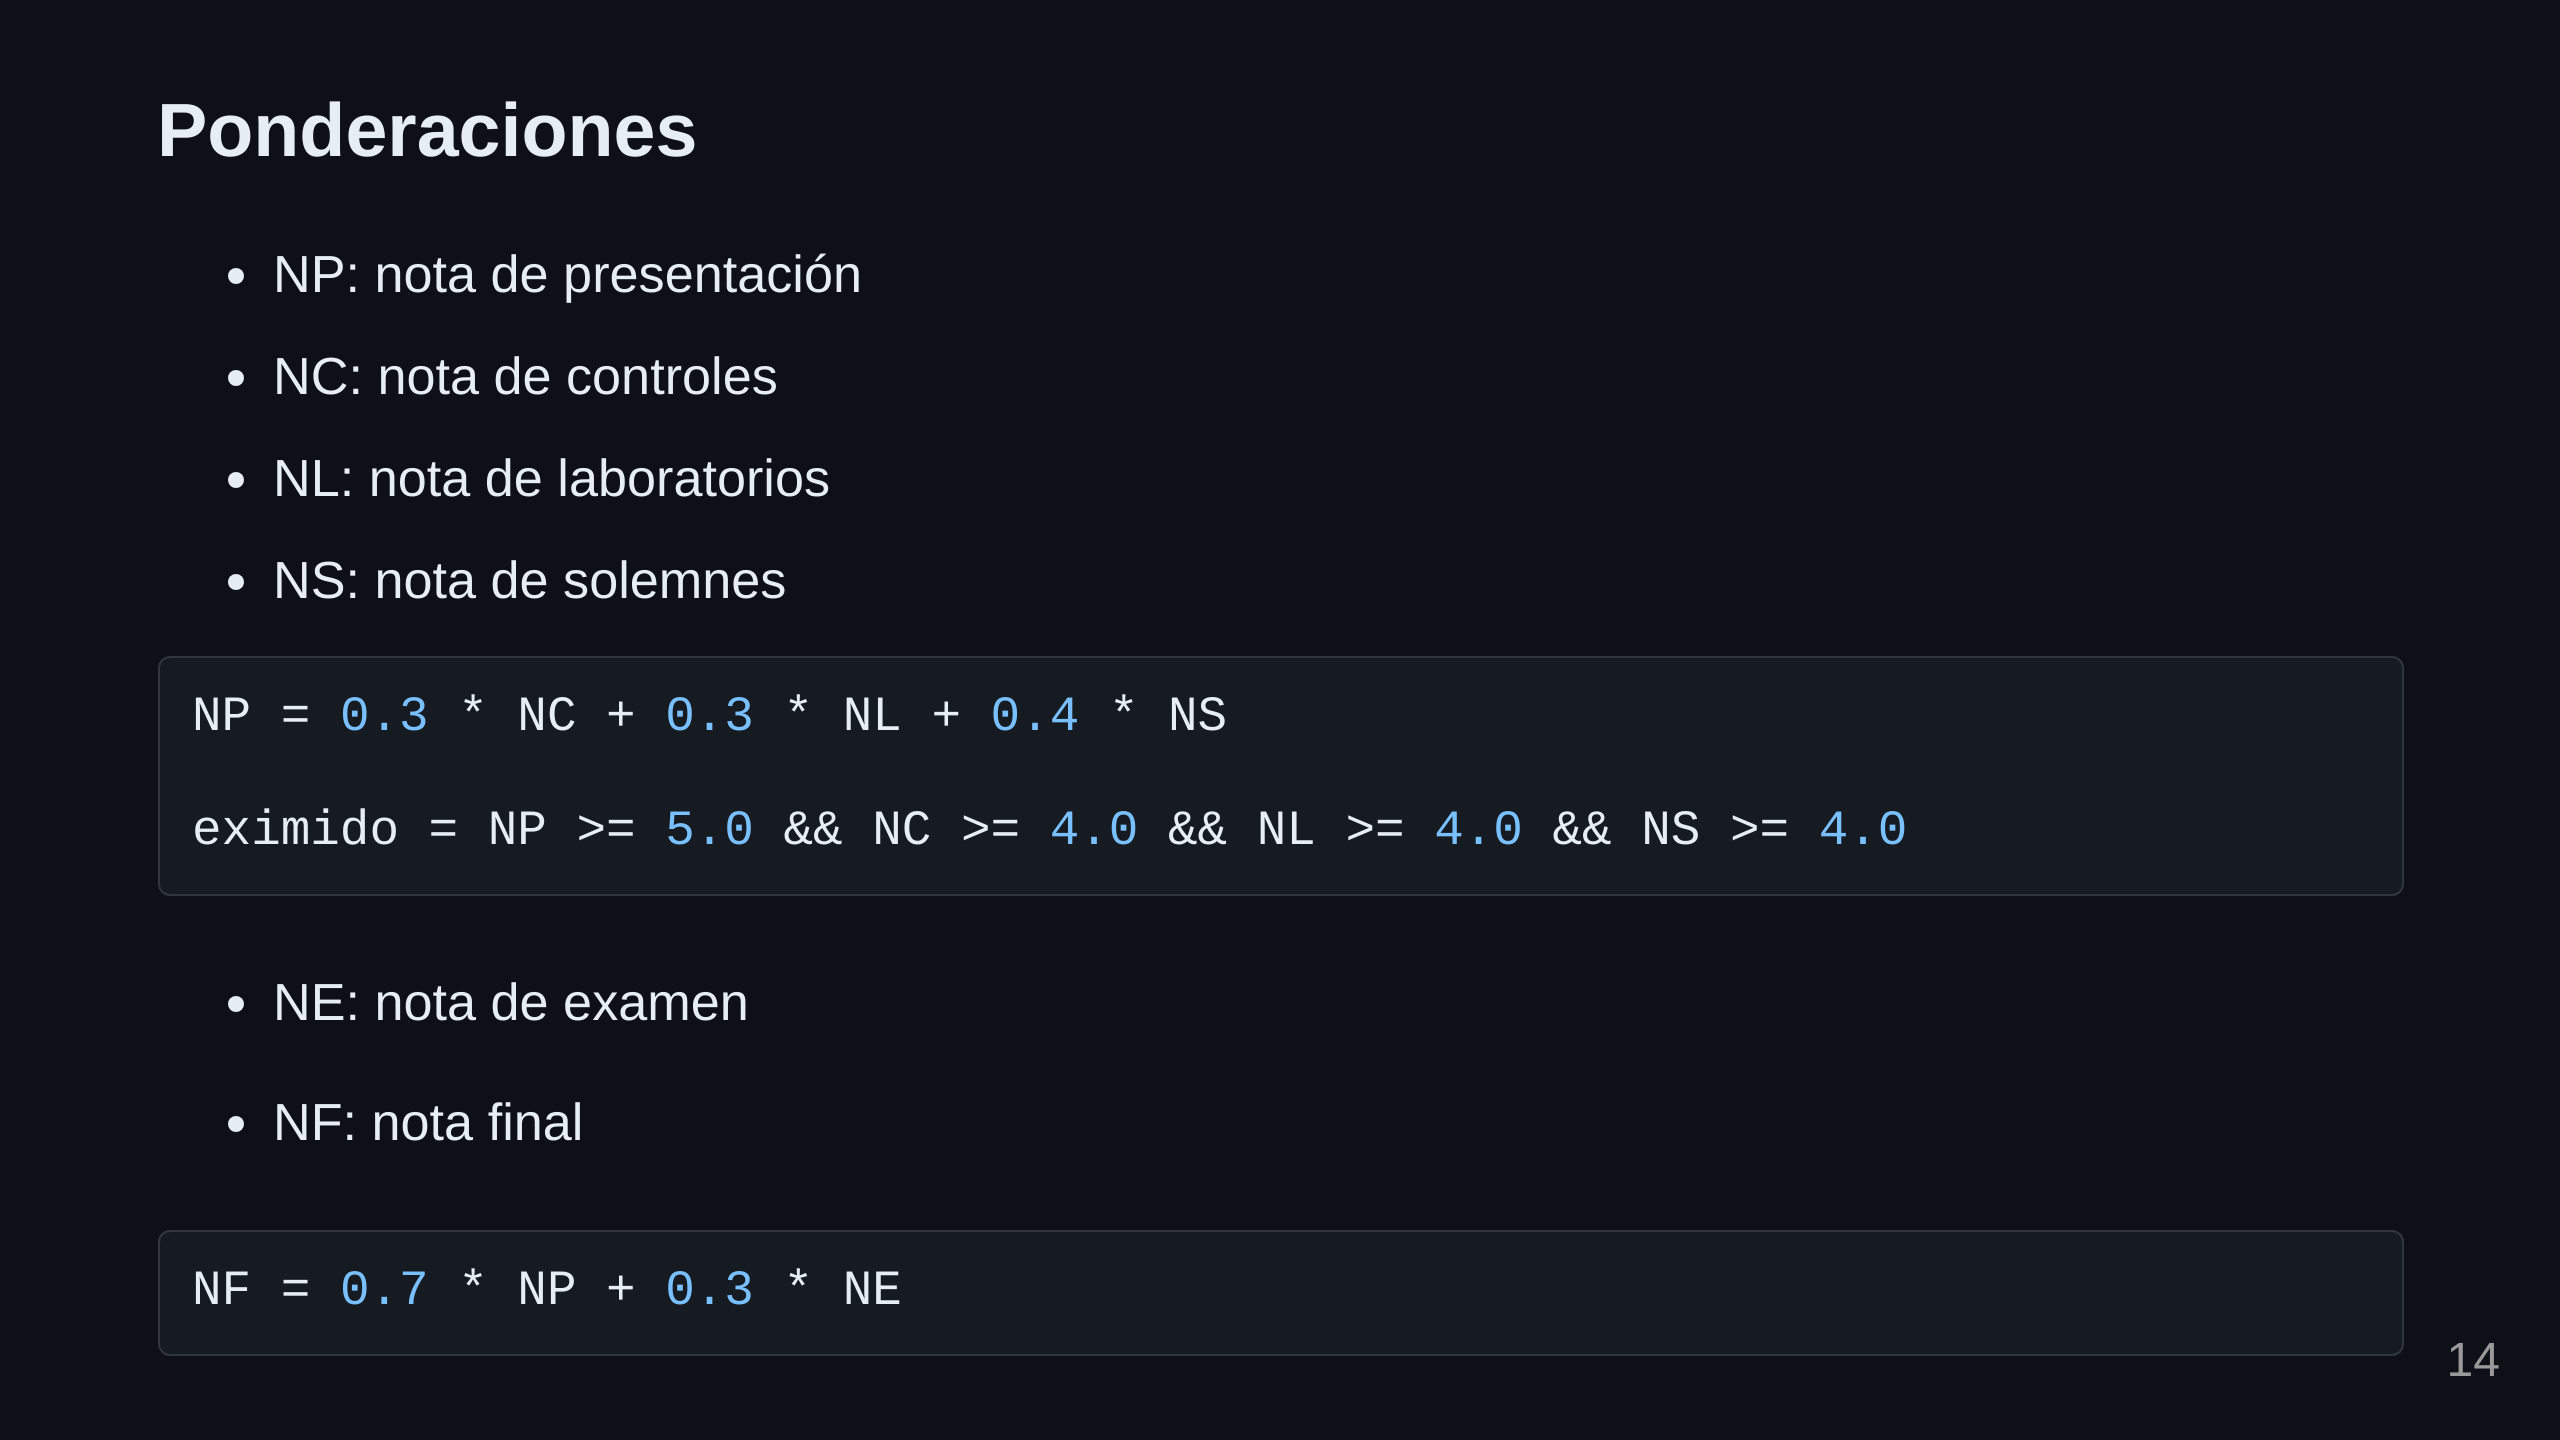 Ponderaciones
• NP: nota de presentación
• NC: nota de controles
• NL: nota de laboratorios
• NS: nota de solemnes
NP = 0.3 * NC + 0.3 * NL + 0.4 * NS
eximido = NP >= 5.0 && NC >= 4.0 && NL >= 4.0 && NS >= 4.0
• NE: nota de examen
• NF: nota final
NF = 0.7 * NP + 0.3 * NE
14